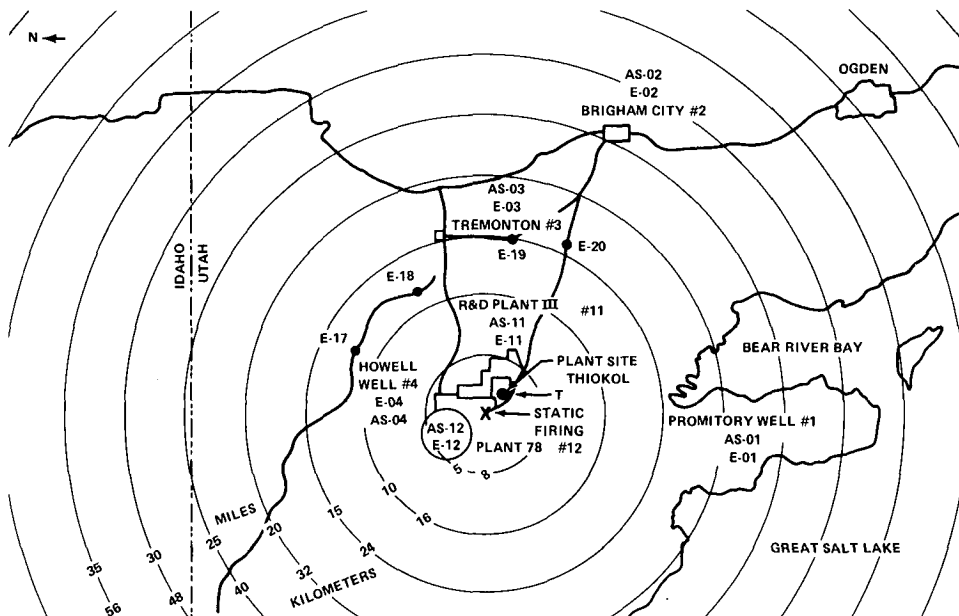 N
AS-02
E-02
BRIGHAM CITY #2
OGDEN
AS-03
E-03
TREMONTON #3
E-19
E-20
IDAHO
UTAH
E-18
E-17
R&D PLANT III
#11
AS-11
E-11
HOWELL
WELL #4
E-04
AS-04
PLANT SITE
THIOKOL
T
X
STATIC
FIRING
#12
AS-12
E-12
PLANT 78
BEAR RIVER BAY
PROMITORY WELL #1
AS-01
E-01
GREAT SALT LAKE
5
8
10
16
15
24
MILES
20
32
KILOMETERS
25
40
30
48
35
56